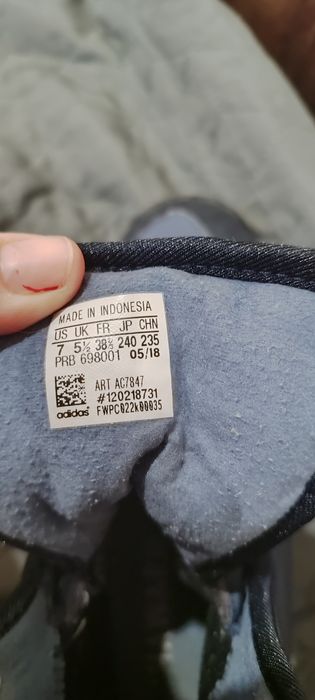 MADE IN INDONESIA
US UK FR JP CHN
7 5½ 38⅔ 240 235
PRB 698001 05/18
ART AC7847
#120218731
adidas FWPC022k00035